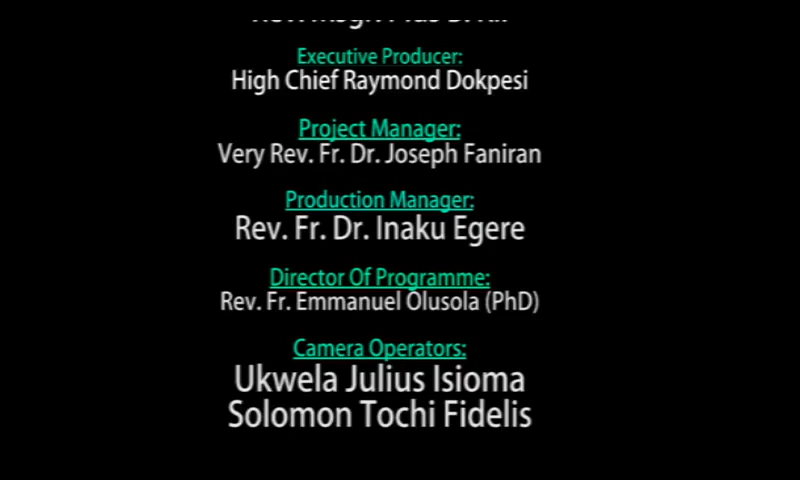 Executive Producer:
High Chief Raymond Dokpesi
Project Manager:
Very Rev. Fr. Dr. Joseph Faniran
Production Manager:
Rev. Fr. Dr. Inaku Egere
Director Of Programme:
Rev. Fr. Emmanuel Olusola (PhD)
Camera Operators:
Ukwela Julius Isioma
Solomon Tochi Fidelis